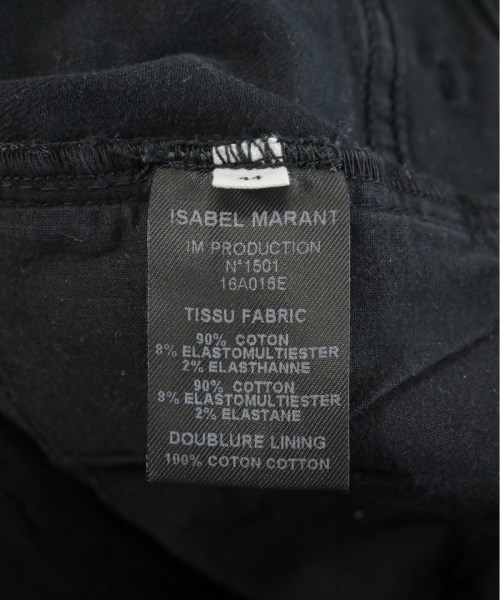 ISABEL MARANT
IM PRODUCTION
N°1501
16A016E
TISSU FABRIC
90% COTON
8% ELASTOMULTIESTER
2% ELASTHANNE
90% COTTON
8% ELASTOMULTIESTER
2% ELASTANE
DOUBLURE LINING
100% COTON COTTON